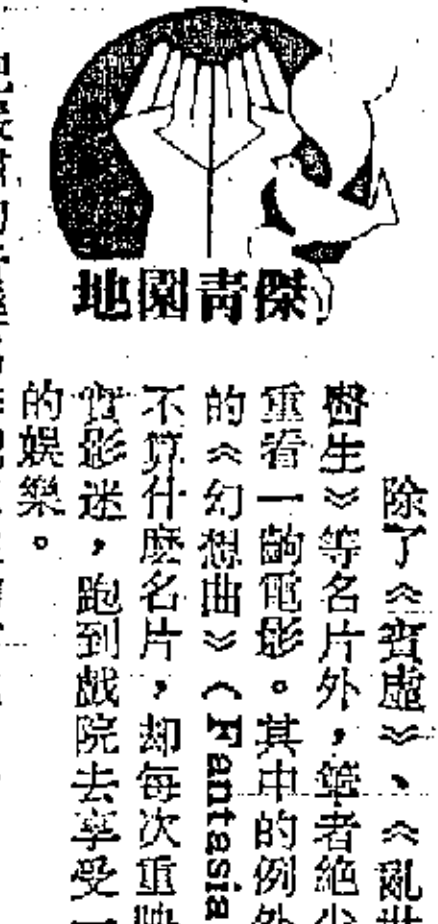 傑青園地
除了《賓虛》、《亂世
醫生》等名片外，筆者絕少
重看一齣電影。其中的例外
的《幻想曲》（Fantasia
不算什麼名片，却每次重映
實影迷，跑到戲院去享受一
的娛樂。